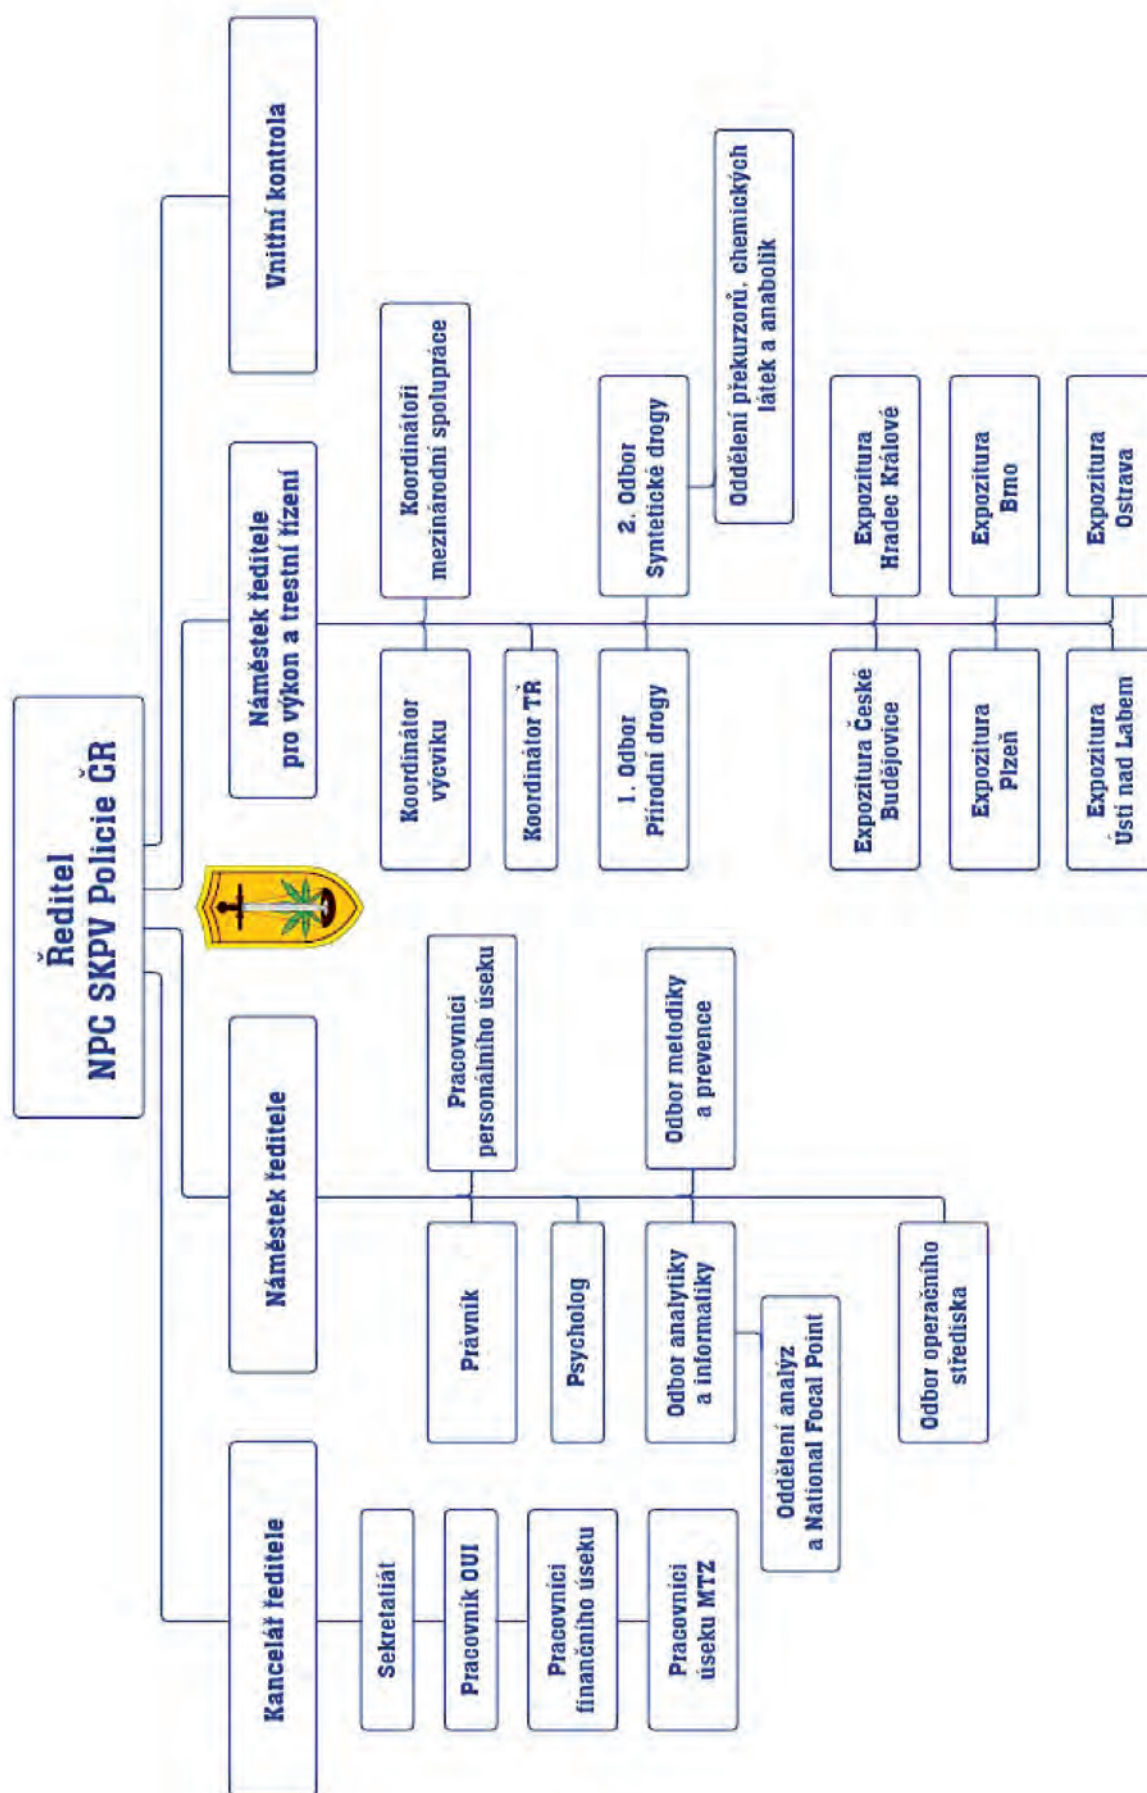 Ředitel
NPC SKPV Policie ČR
Kancelář ředitele
Náměstek ředitele
Náměstek ředitele
pro výkon a trestní řízení
Vnitřní kontrola
Sekretatiát
Pracovník OUI
Pracovníci
finančního úseku
Pracovníci
úseku MTZ
Právník
Pracovníci
personálního úseku
Psycholog
Odbor analytiky
a informatiky
Odbor metodiky
a prevence
Oddělení analýz
a National Focal Point
Odbor operačního
střediska
Koordinátor
výcviku
Koordinátoři
mezinárodní spolupráce
Koordinátor TŘ
1. Odbor
Přírodní drogy
2. Odbor
Syntetické drogy
Oddělení překurzorů, chemických
látek a anabolik
Expozitura České
Budějovice
Expozitura
Hradec Králové
Expozitura
Plzeň
Expozitura
Brno
Expozitura
Ústí nad Labem
Expozitura
Ostrava